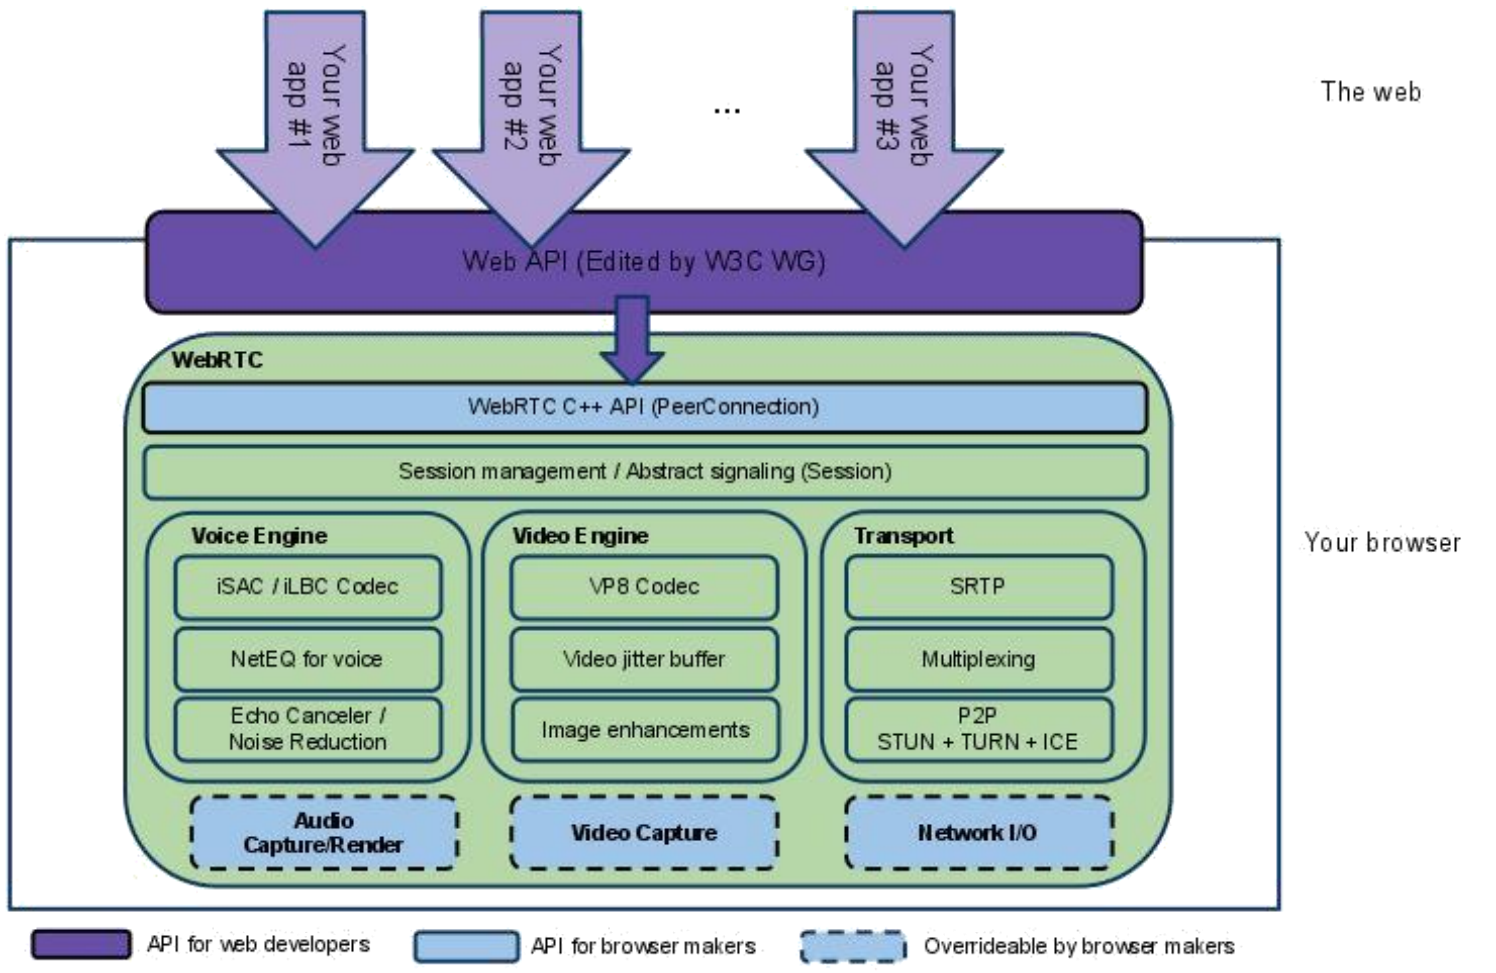 Your web
app #1
Your web
app #2
...
Your web
app #3
The web
Web API (Edited by W3C WG)
WebRTC
WebRTC C++ API (PeerConnection)
Session management / Abstract signaling (Session)
Voice Engine
iSAC / iLBC Codec
NetEQ for voice
Echo Canceler /
Noise Reduction
Video Engine
VP8 Codec
Video jitter buffer
Image enhancements
Transport
SRTP
Multiplexing
P2P
STUN + TURN + ICE
Your browser
Audio
Capture/Render
Video Capture
Network I/O
API for web developers
API for browser makers
Overrideable by browser makers